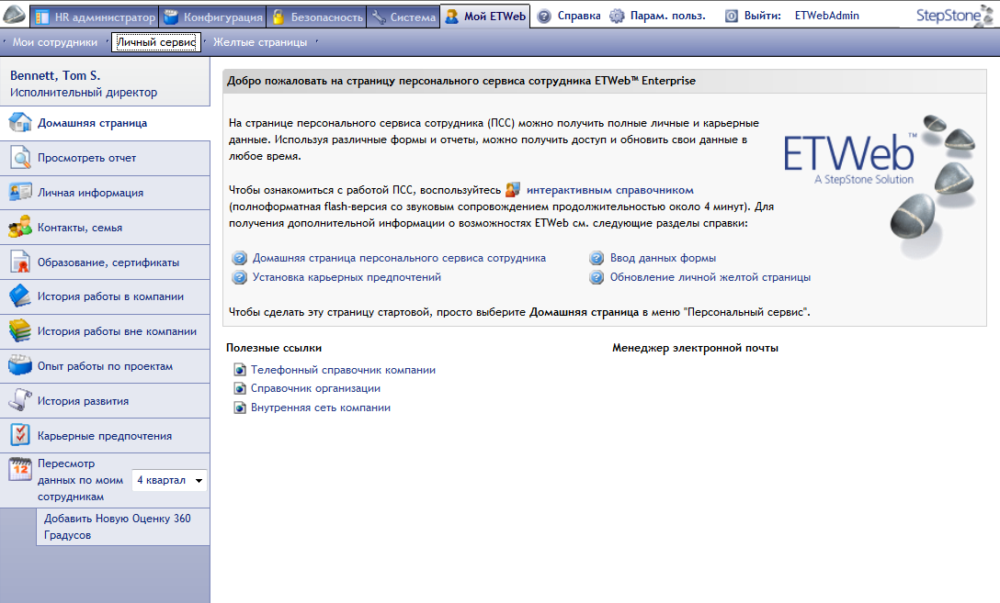 HR администратор Конфигурация Безопасность Система Мой ETWeb Справка Парам. польз. Выйти: ETWebAdmin StepStone
Мои сотрудники Личный сервис Желтые страницы
Bennett, Tom S.
Исполнительный директор
Домашняя страница
Просмотреть отчет
Личная информация
Контакты, семья
Образование, сертификаты
История работы в компании
История работы вне компании
Опыт работы по проектам
История развития
Карьерные предпочтения
12
Пересмотр
данных по моим
сотрудникам
4 квартал
Добавить Новую Оценку 360
Градусов
Добро пожаловать на страницу персонального сервиса сотрудника ETWeb™ Enterprise
На странице персонального сервиса сотрудника (ПСС) можно получить полные личные и карьерные
данные. Используя различные формы и отчеты, можно получить доступ и обновить свои данные в
любое время.
ETWeb™
A StepStone Solution
Чтобы ознакомиться с работой ПСС, воспользуйтесь интерактивным справочником
(полноформатная flash-версия со звуковым сопровождением продолжительностью около 4 минут). Для
получения дополнительной информации о возможностях ETWeb см. следующие разделы справки:
Домашняя страница персонального сервиса сотрудника Ввод данных формы
Установка карьерных предпочтений Обновление личной желтой страницы
Чтобы сделать эту страницу стартовой, просто выберите Домашняя страница в меню "Персональный сервис".
Полезные ссылки Менеджер электронной почты
Телефонный справочник компании
Справочник организации
Внутренняя сеть компании